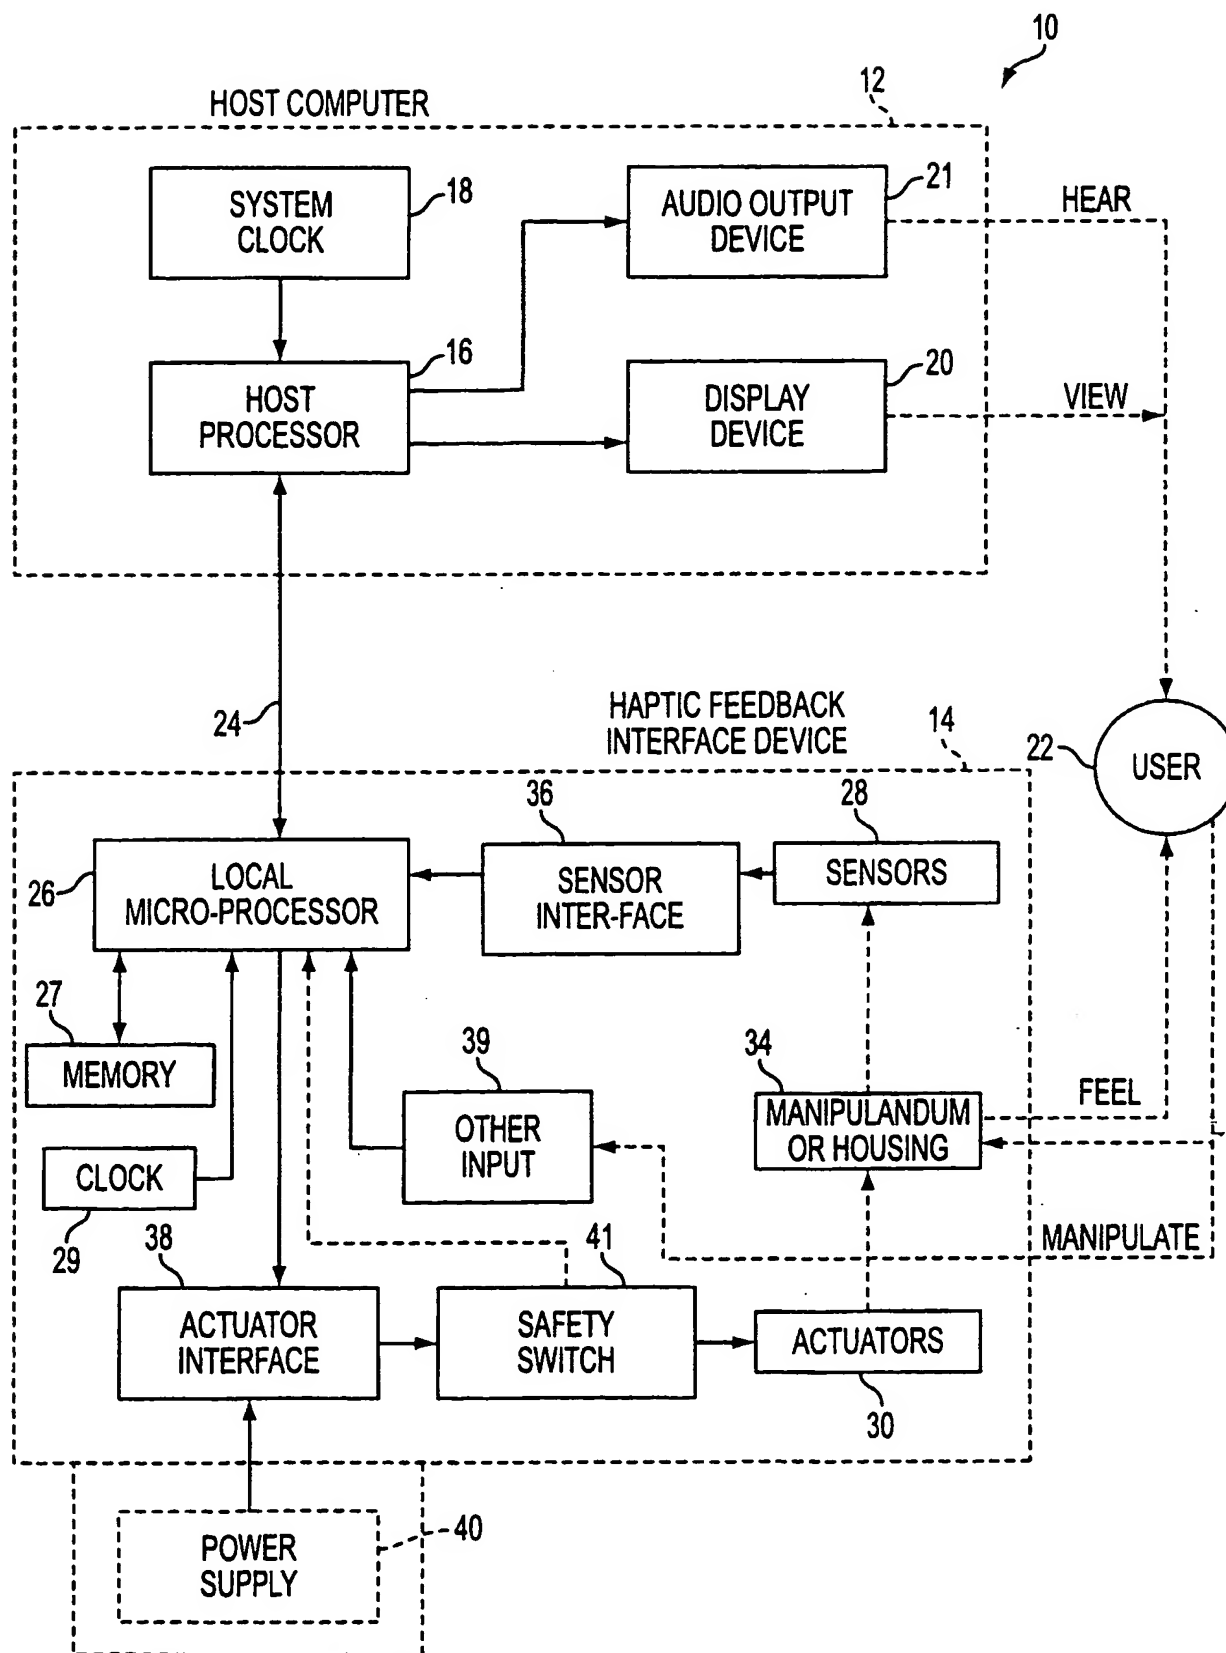 10
HOST COMPUTER
12
SYSTEM
CLOCK
18
AUDIO OUTPUT
DEVICE
21
HEAR
HOST
PROCESSOR
16
DISPLAY
DEVICE
20
VIEW
24
HAPTIC FEEDBACK
INTERFACE DEVICE
14
22
USER
26
LOCAL
MICRO-PROCESSOR
36
SENSOR
INTER-FACE
28
SENSORS
27
MEMORY
39
OTHER
INPUT
34
MANIPULANDUM
OR HOUSING
FEEL
CLOCK
29
MANIPULATE
38
ACTUATOR
INTERFACE
41
SAFETY
SWITCH
ACTUATORS
30
POWER
SUPPLY
40